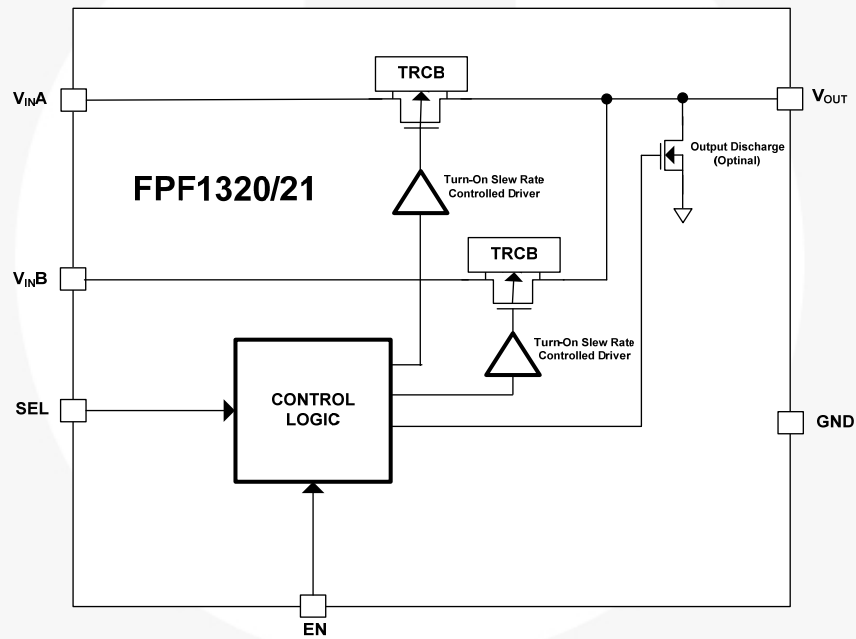 TRCB
VINA
VOUT
Output Discharge
(Optinal)
Turn-On Slew Rate
Controlled Driver
FPF1320/21
TRCB
VINB
Turn-On Slew Rate
Controlled Driver
CONTROL
LOGIC
SEL
GND
EN